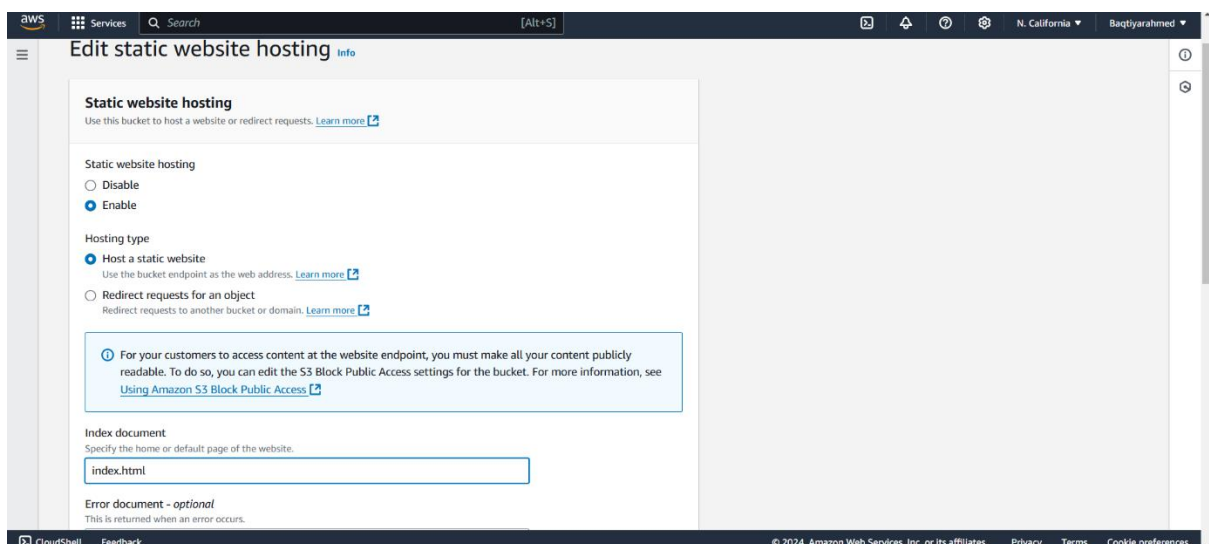 aws Services Search [Alt+S] N. California Baqtiyarahmed
Edit static website hosting Info
Static website hosting
Use this bucket to host a website or redirect requests. Learn more
Static website hosting
Disable
Enable
Hosting type
Host a static website
Use the bucket endpoint as the web address. Learn more
Redirect requests for an object
Redirect requests to another bucket or domain. Learn more
For your customers to access content at the website endpoint, you must make all your content publicly
readable. To do so, you can edit the S3 Block Public Access settings for the bucket. For more information, see
Using Amazon S3 Block Public Access
Index document
Specify the home or default page of the website.
index.html
Error document - optional
This is returned when an error occurs.
CloudShell Feedback © 2024, Amazon Web Services, Inc. or its affiliates. Privacy Terms Cookie preferences